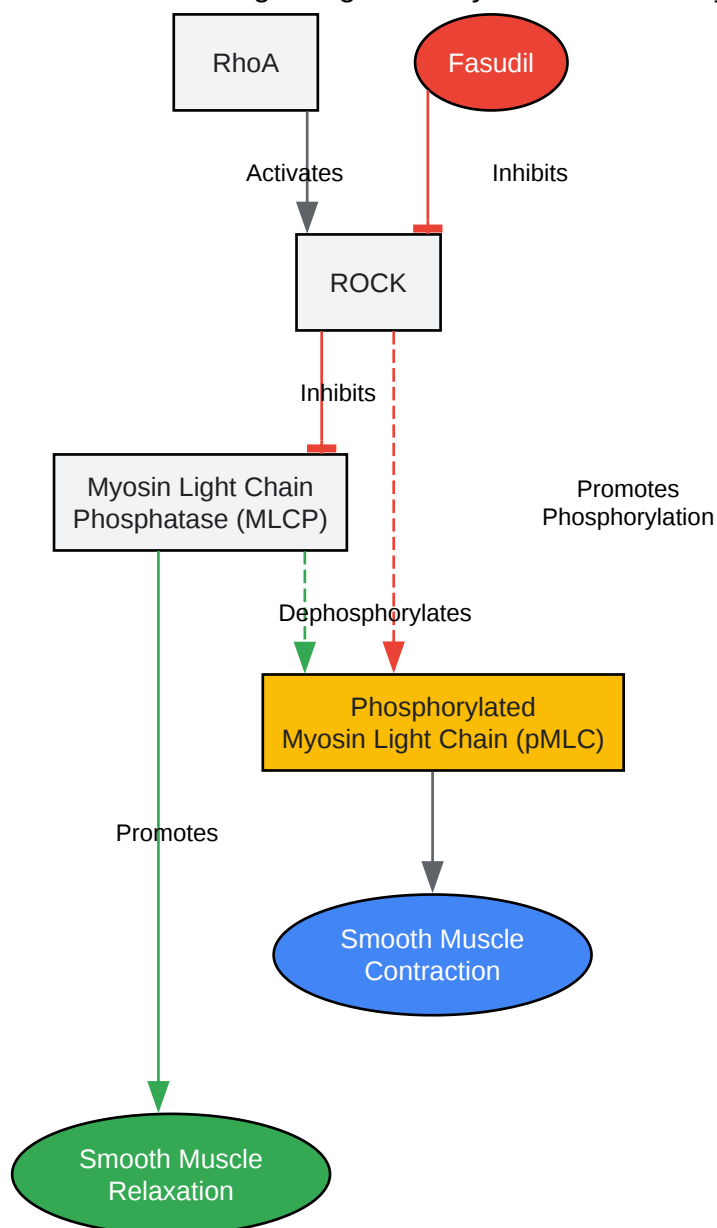 RhoA
Fasudil
Activates
Inhibits
ROCK
Inhibits
Myosin Light Chain
Phosphatase (MLCP)
Promotes
Phosphorylation
Dephosphorylates
Phosphorylated
Myosin Light Chain (pMLC)
Promotes
Smooth Muscle
Contraction
Smooth Muscle
Relaxation